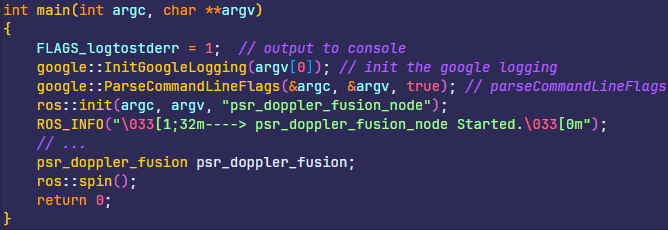 int main(int argc, char **argv)
{
    FLAGS_logtostderr = 1;  // output to console
    google::InitGoogleLogging(argv[0]); // init the google logging
    google::ParseCommandLineFlags(&argc, &argv, true); // parseCommandLineFlags
    ros::init(argc, argv, "psr_doppler_fusion_node");
    ROS_INFO("\033[1;32m----> psr_doppler_fusion_node Started.\033[0m");
    // ...
    psr_doppler_fusion psr_doppler_fusion;
    ros::spin();
    return 0;
}